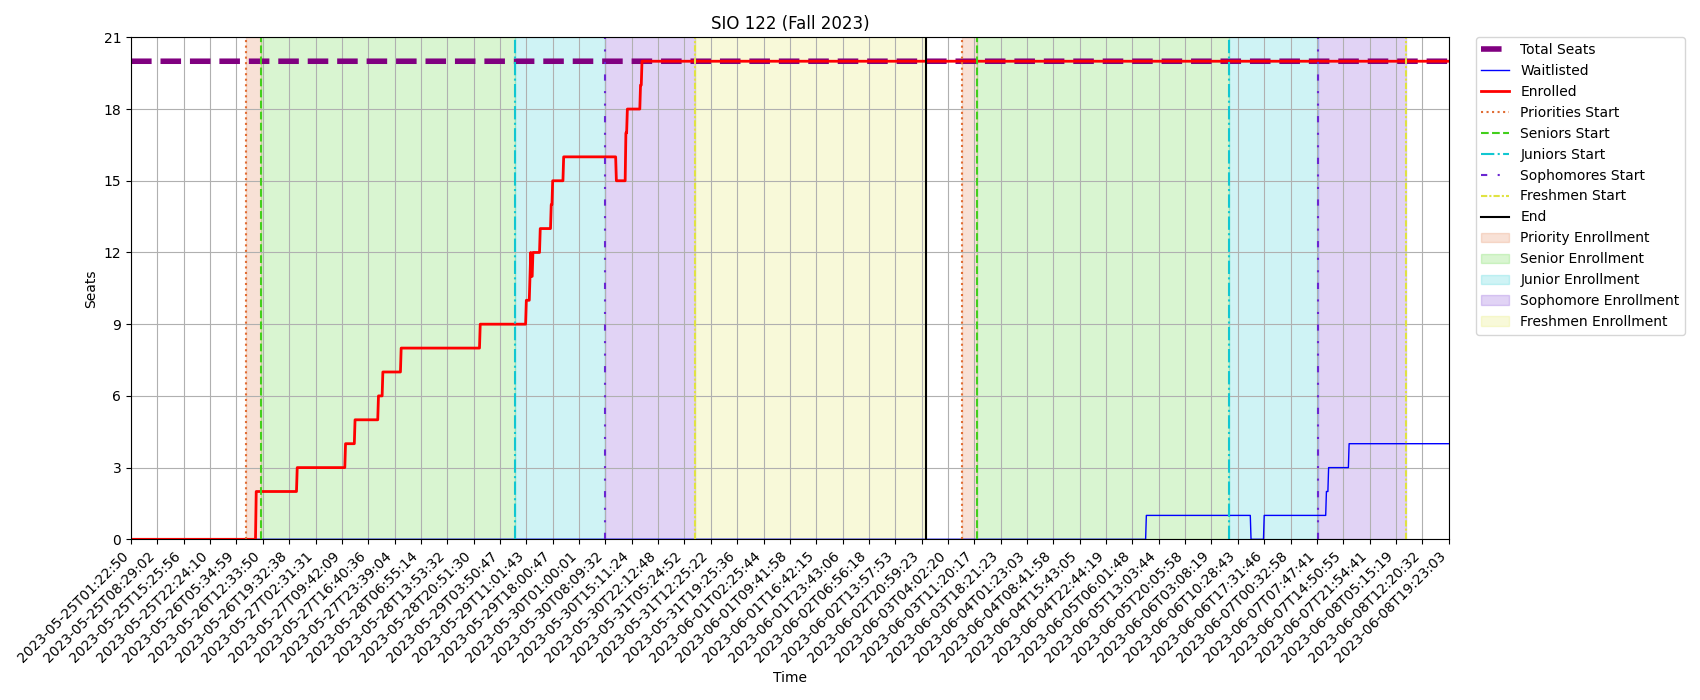 SIO 122 (Fall 2023)
21
18
15
12
9
6
3
0
Seats
2023-05-25T01:22:50
2023-05-25T08:29:02
2023-05-25T15:25:56
2023-05-25T22:24:10
2023-05-26T05:34:59
2023-05-26T12:33:50
2023-05-26T19:32:38
2023-05-27T02:31:31
2023-05-27T09:42:09
2023-05-27T16:40:36
2023-05-27T23:39:04
2023-05-28T06:55:14
2023-05-28T13:53:32
2023-05-28T20:51:30
2023-05-29T03:50:47
2023-05-29T11:01:43
2023-05-29T18:00:47
2023-05-30T01:00:01
2023-05-30T08:09:32
2023-05-30T15:11:24
2023-05-30T22:12:48
2023-05-31T05:24:52
2023-05-31T12:25:22
2023-05-31T19:25:36
2023-06-01T02:25:44
2023-06-01T09:41:58
2023-06-01T16:42:15
2023-06-01T23:43:06
2023-06-02T06:56:18
2023-06-02T13:57:53
2023-06-02T20:59:23
2023-06-03T04:02:20
2023-06-03T11:20:17
2023-06-03T18:21:23
2023-06-04T01:23:03
2023-06-04T08:41:58
2023-06-04T15:43:05
2023-06-04T22:44:19
2023-06-05T06:01:48
2023-06-05T13:03:44
2023-06-05T20:05:58
2023-06-06T03:08:19
2023-06-06T10:28:43
2023-06-06T17:31:46
2023-06-07T00:32:58
2023-06-07T07:47:41
2023-06-07T14:50:55
2023-06-07T21:54:41
2023-06-08T05:15:19
2023-06-08T12:20:32
2023-06-08T19:23:03
Time
Total Seats
Waitlisted
Enrolled
Priorities Start
Seniors Start
Juniors Start
Sophomores Start
Freshmen Start
End
Priority Enrollment
Senior Enrollment
Junior Enrollment
Sophomore Enrollment
Freshmen Enrollment